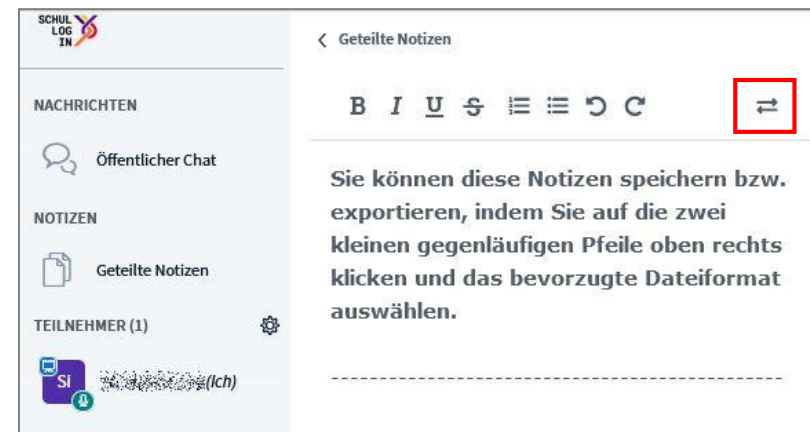 SCHUL
LOG
IN
NACHRICHTEN
Öffentlicher Chat
NOTIZEN
Geteilte Notizen
TEILNEHMER (1)
Si
(Ich)
Geteilte Notizen
B I U S
Sie können diese Notizen speichern bzw.
exportieren, indem Sie auf die zwei
kleinen gegenläufigen Pfeile oben rechts
klicken und das bevorzugte Dateiformat
auswählen.
----------------------------------------------